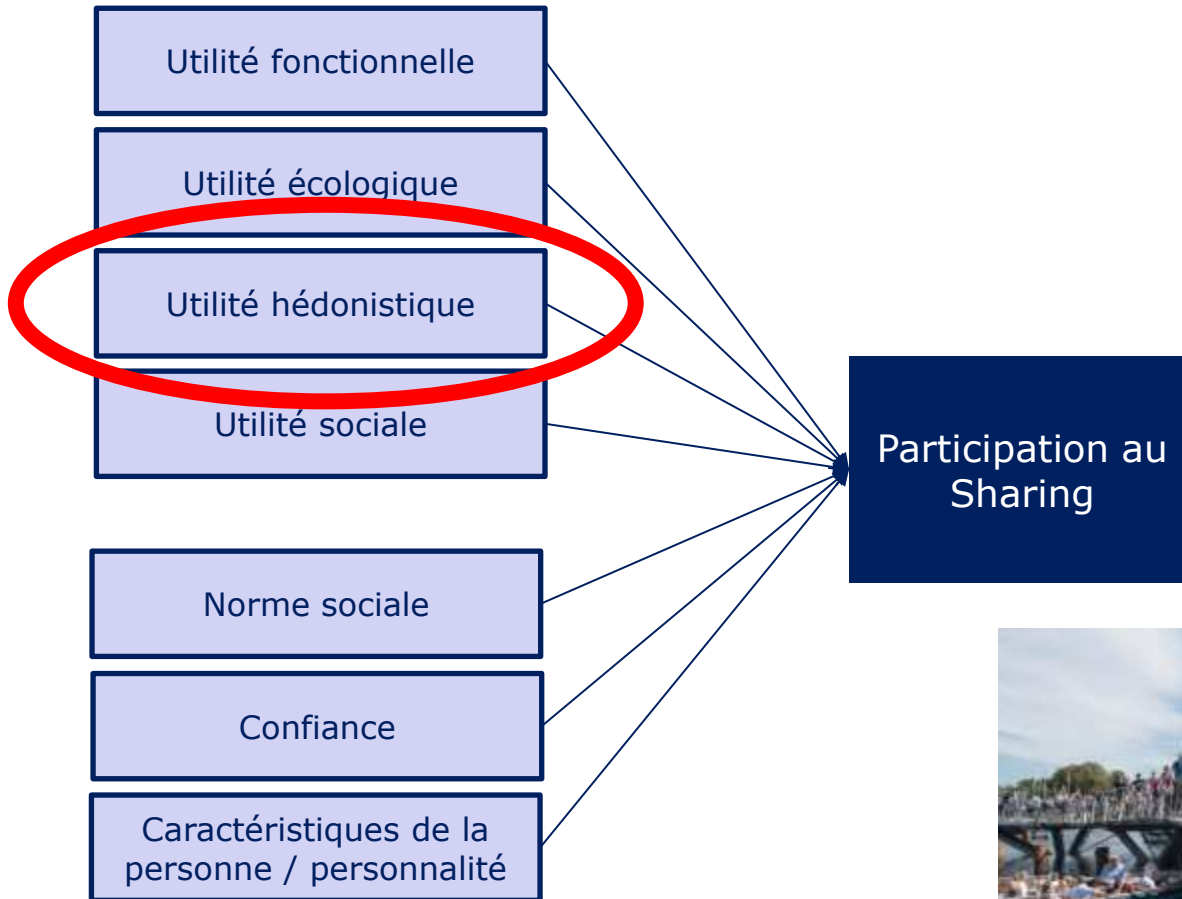 Utilité fonctionnelle
Utilité écologique
Utilité hédonistique
Utilité sociale
Participation au
Sharing
Norme sociale
Confiance
Caractéristiques de la
personne / personnalité